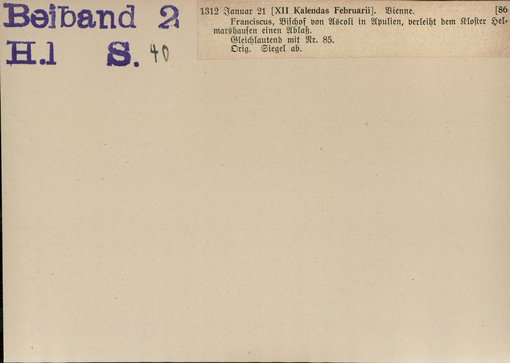 Beiband 2
H.1 S. 40
1312 Januar 21 [XII Kalendas Februarii]. Vienne. [86
Franciscus, Bischof von Ascoli in Apulien, verleiht dem Kloster Hel-
marshausen einen Ablaß.
Gleichlautend mit Nr. 85.
Orig. Siegel ab.